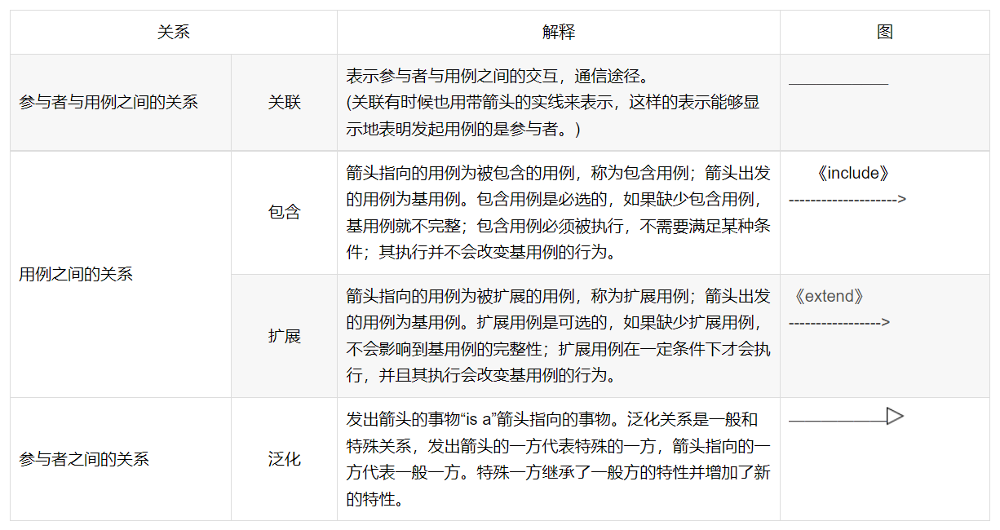 关系
解释
图
参与者与用例之间的关系
关联
表示参与者与用例之间的交互，通信途径。
(关联有时候也用带箭头的实线来表示，这样的表示能够显
示地表明发起用例的是参与者。)
用例之间的关系
包含
箭头指向的用例为被包含的用例，称为包含用例；箭头出发
的用例为基用例。包含用例是必选的，如果缺少包含用例，
基用例就不完整；包含用例必须被执行，不需要满足某种条
件；其执行并不会改变基用例的行为。
《include》
-------------------->
扩展
箭头指向的用例为被扩展的用例，称为扩展用例；箭头出发
的用例为基用例。扩展用例是可选的，如果缺少扩展用例，
不会影响到基用例的完整性；扩展用例在一定条件下才会执
行，并且其执行会改变基用例的行为。
《extend》
----------------->
参与者之间的关系
泛化
发出箭头的事物“is a”箭头指向的事物。泛化关系是一般和
特殊关系，发出箭头的一方代表特殊的一方，箭头指向的一
方代表一般一方。特殊一方继承了一般方的特性并增加了新
的特性。